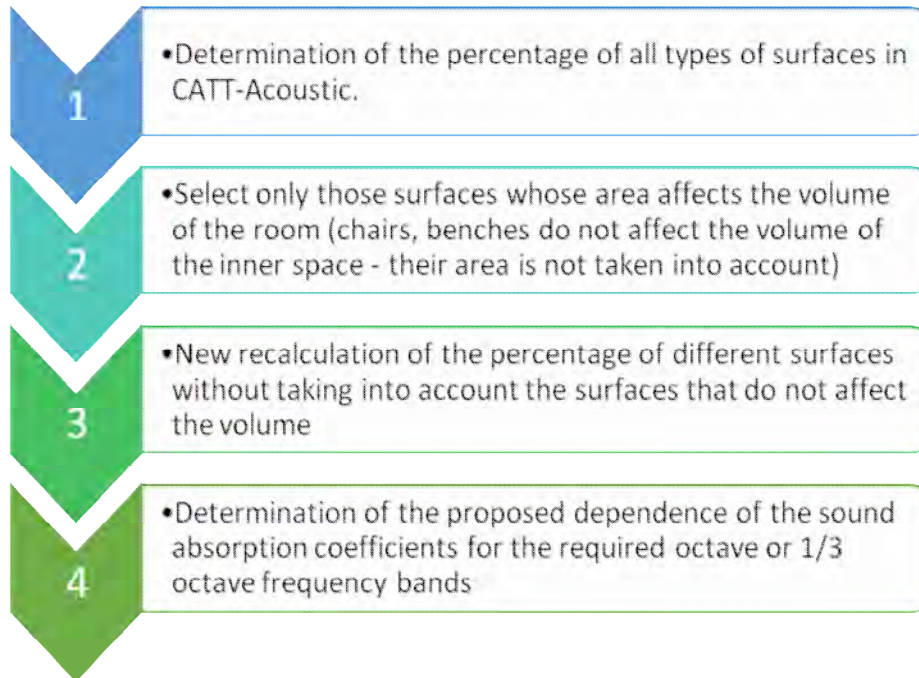 1
•Determination of the percentage of all types of surfaces in
CATT-Acoustic.
2
•Select only those surfaces whose area affects the volume
of the room (chairs, benches do not affect the volume of
the inner space - their area is not taken into account)
3
•New recalculation of the percentage of different surfaces
without taking into account the surfaces that do not affect
the volume
4
•Determination of the proposed dependence of the sound
absorption coefficients for the required octave or 1/3
octave frequency bands